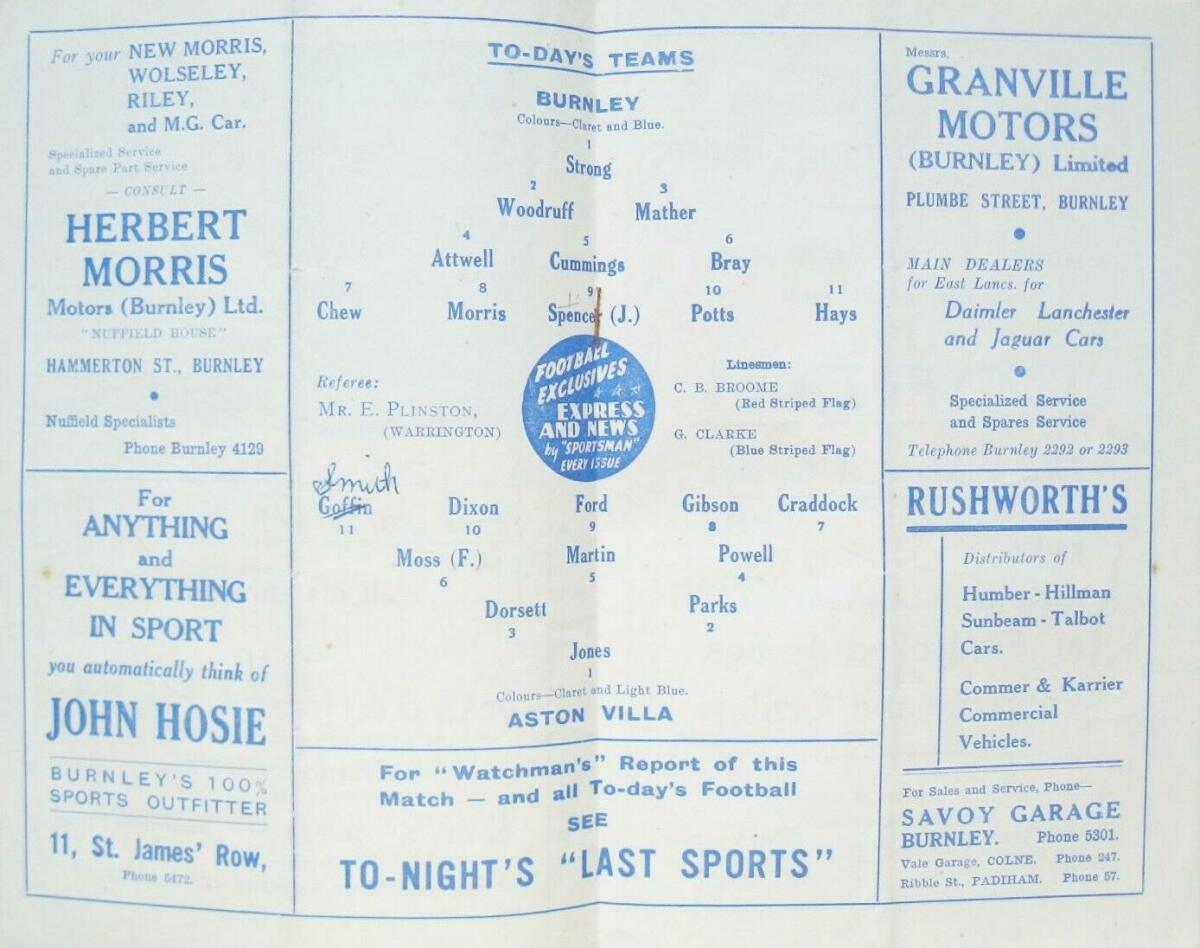 For your NEW MORRIS,
WOLSELEY,
RILEY,
and M.G. Car.
Specialized Service
and Spare Part Service
— CONSULT —
HERBERT
MORRIS
Motors (Burnley) Ltd.
"NUFFIELD HOUSE"
HAMMERTON ST., BURNLEY
Nuffield Specialists
Phone Burnley 4129
For
ANYTHING
and
EVERYTHING
IN SPORT
you automatically think of
JOHN HOSIE
BURNLEY'S 100%
SPORTS OUTFITTER
11, St. James' Row,
Phone 5472.
TO-DAY'S TEAMS
BURNLEY
Colours—Claret and Blue.
1
Strong
2 3
Woodruff Mather
4 5 6
Attwell Cummings Bray
7 8 9 10 11
Chew Morris Spencer (J.) Potts Hays
Referee:
MR. E. PLINSTON,
(WARRINGTON)
FOOTBALL
EXCLUSIVES
EXPRESS
AND NEWS
by "SPORTSMAN"
EVERY ISSUE
Linesmen:
C. B. BROOME
(Red Striped Flag)
G. CLARKE
(Blue Striped Flag)
Smith
Goffin Dixon Ford Gibson Craddock
11 10 9 8 7
Moss (F.) Martin Powell
6 5 4
Dorsett Parks
3 2
Jones
1
Colours—Claret and Light Blue.
ASTON VILLA
For "Watchman's" Report of this
Match — and all To-day's Football
SEE
TO-NIGHT'S "LAST SPORTS"
Messrs.
GRANVILLE
MOTORS
(BURNLEY) Limited
PLUMBE STREET, BURNLEY
MAIN DEALERS
for East Lancs. for
Daimler Lanchester
and Jaguar Cars
Specialized Service
and Spares Service
Telephone Burnley 2292 or 2293
RUSHWORTH'S
Distributors of
Humber - Hillman
Sunbeam - Talbot
Cars.
Commer & Karrier
Commercial
Vehicles.
For Sales and Service, Phone—
SAVOY GARAGE
BURNLEY. Phone 5301.
Vale Garage, COLNE. Phone 247.
Ribble St., PADIHAM. Phone 57.